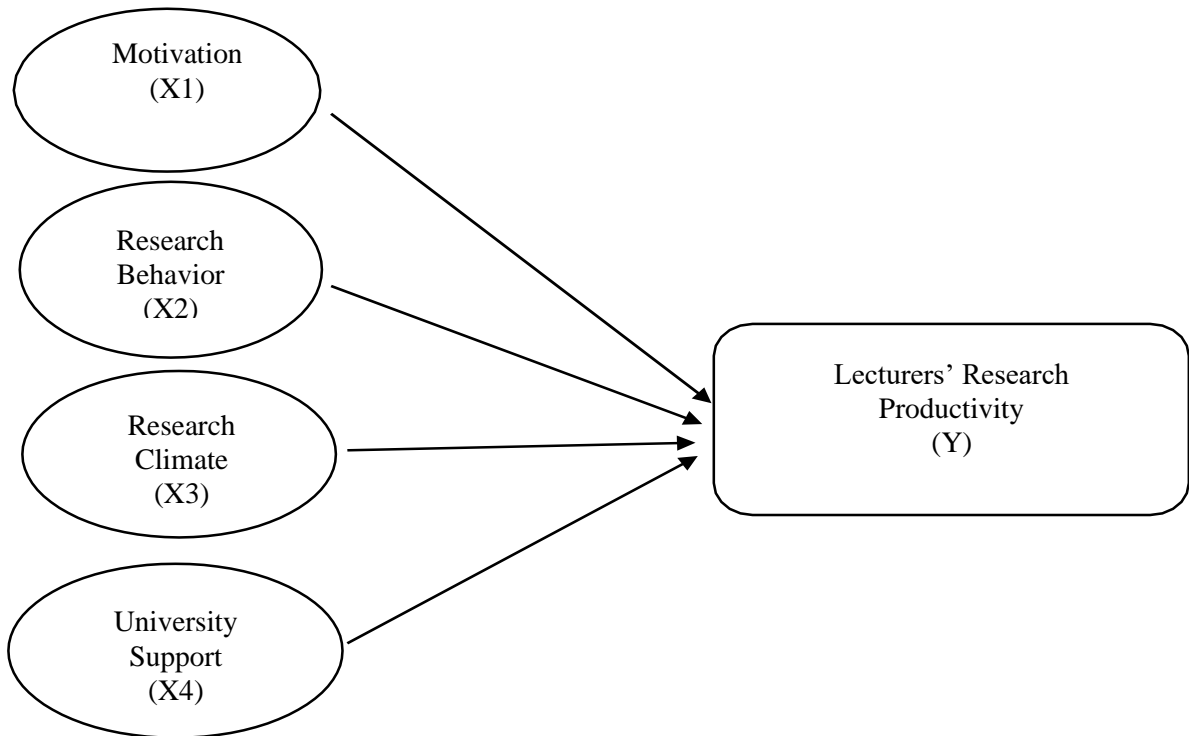 Motivation
(X1)
Research
Behavior
(X2)
Research
Climate
(X3)
University
Support
(X4)
Lecturers’ Research
Productivity
(Y)